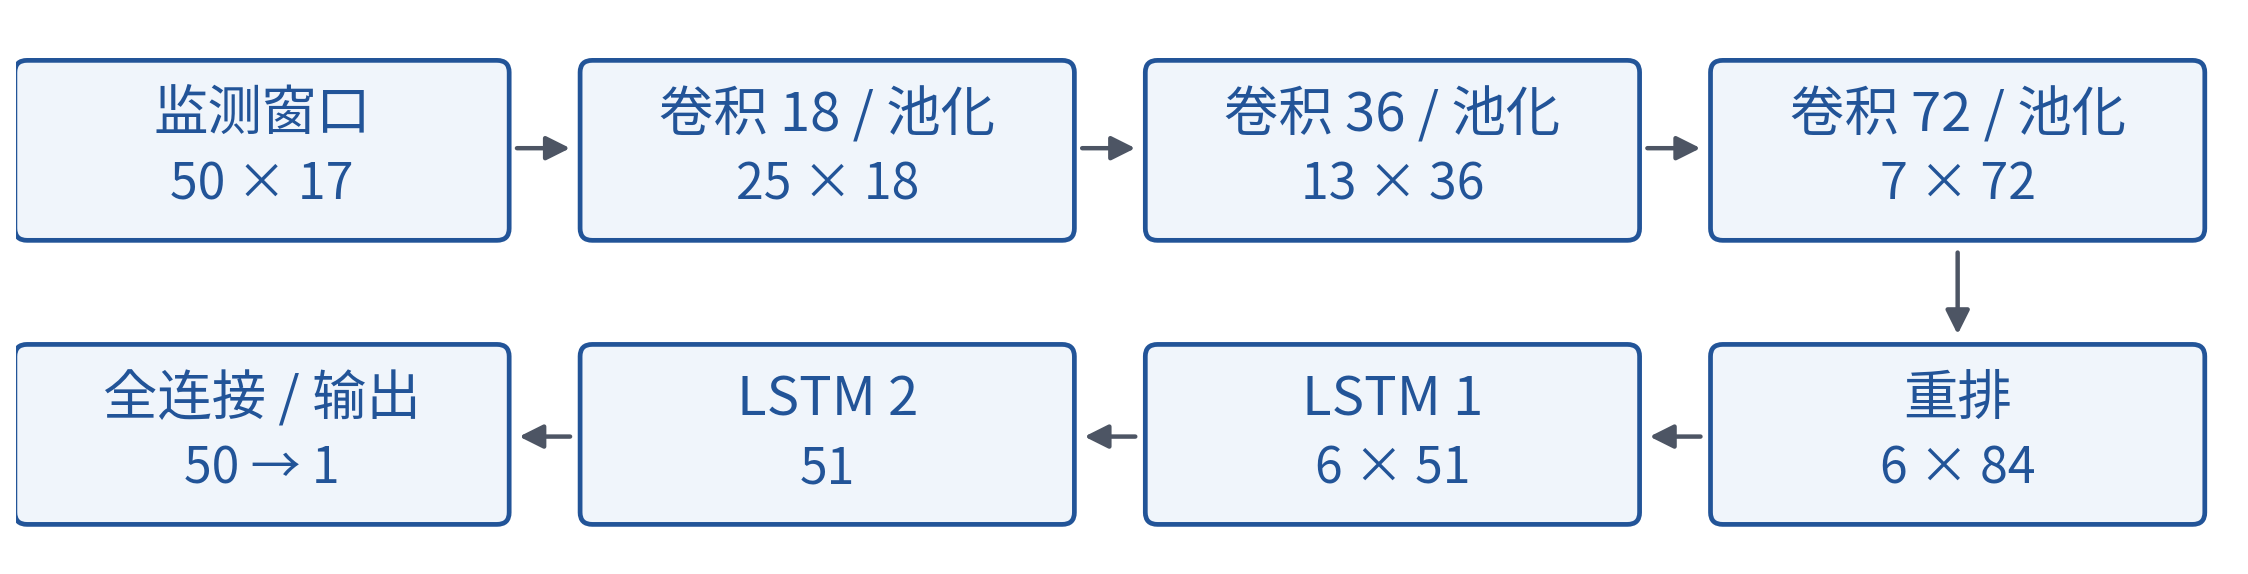 监测窗口
50 × 17
卷积 18 / 池化
25 × 18
卷积 36 / 池化
13 × 36
卷积 72 / 池化
7 × 72
重排
6 × 84
LSTM 1
6 × 51
LSTM 2
51
全连接 / 输出
50 → 1